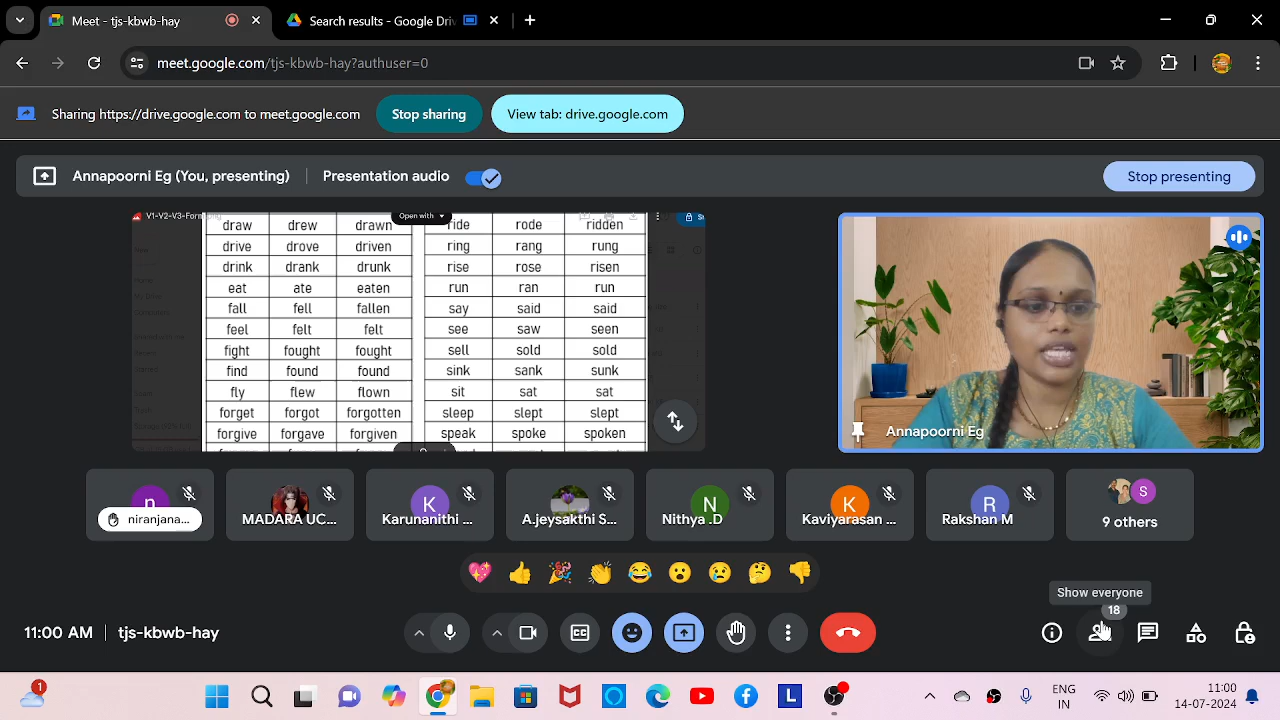 Meet - tjs-kbwb-hay
Search results - Google Driv
meet.google.com/tjs-kbwb-hay?authuser=0
Sharing https://drive.google.com to meet.google.com
Stop sharing
View tab: drive.google.com
Annapoorni Eg (You, presenting)
Presentation audio
Stop presenting
V1-V2-V3-Form.png
Open with
draw drew drawn ride rode ridden
drive drove driven ring rang rung
drink drank drunk rise rose risen
eat ate eaten run ran run
fall fell fallen say said said
feel felt felt see saw seen
fight fought fought sell sold sold
find found found sink sank sunk
fly flew flown sit sat sat
forget forgot forgotten sleep slept slept
forgive forgave forgiven speak spoke spoken
Annapoorni Eg
n
K
N
K
R
S
niranjana...
MADARA UC...
Karunanithi ...
A.jeysakthi S...
Nithya .D
Kaviyarasan ...
Rakshan M
9 others
Show everyone
18
11:00 AM
tjs-kbwb-hay
1
ENG
IN
11:00
14-07-2024